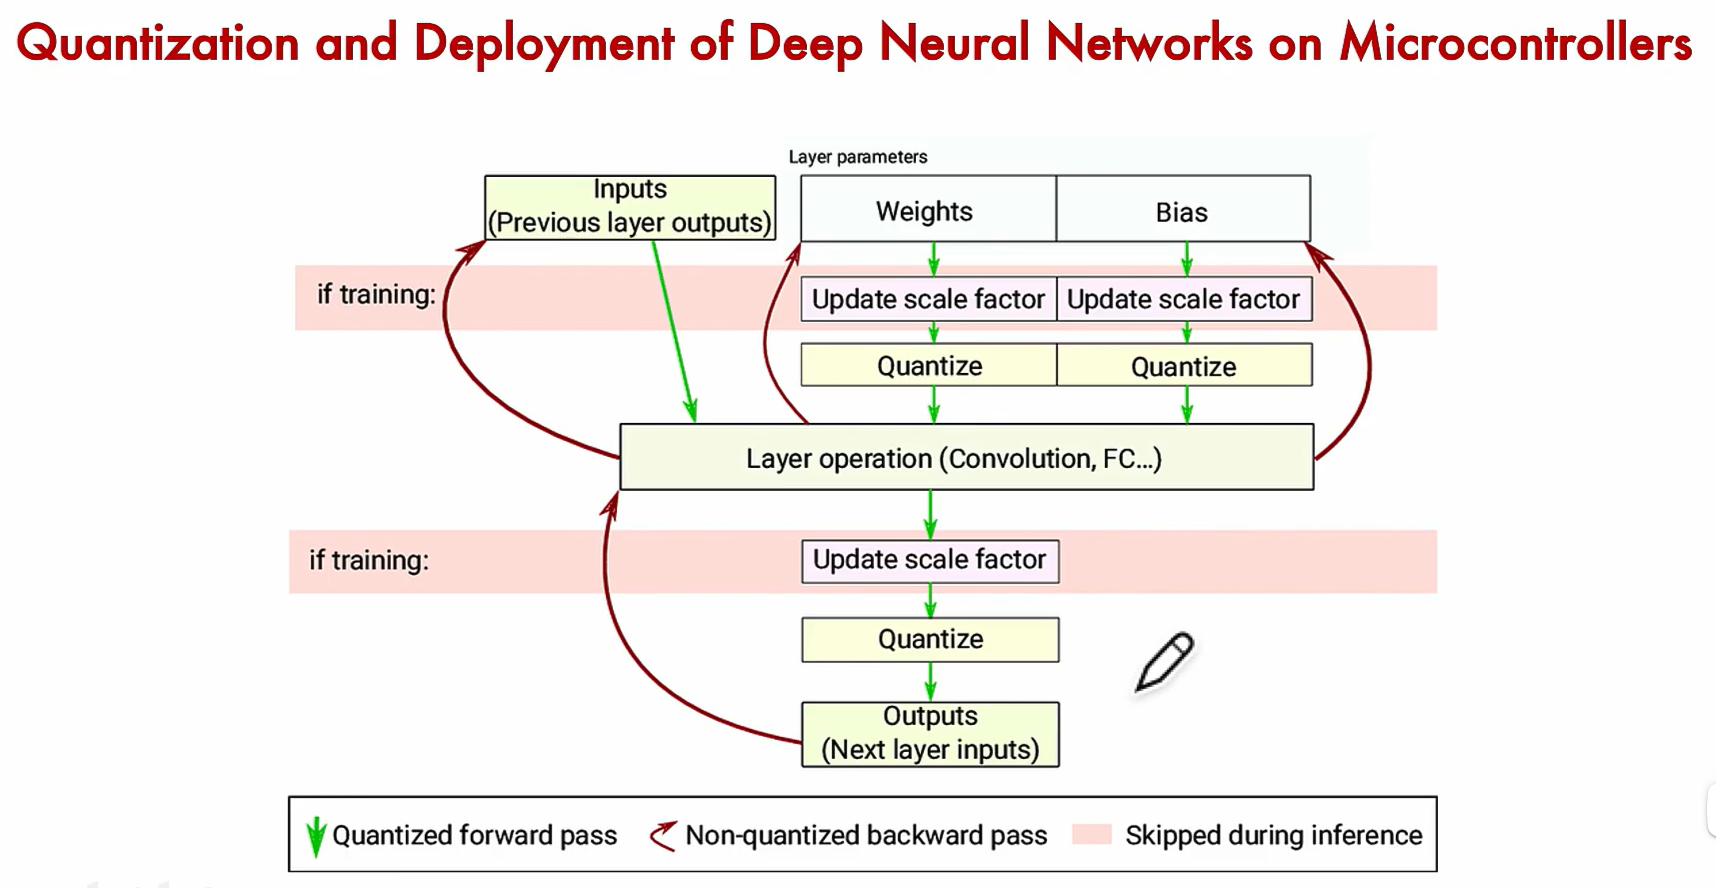 Quantization and Deployment of Deep Neural Networks on Microcontrollers
Layer parameters
Inputs
(Previous layer outputs)
Weights
Bias
if training:
Update scale factor
Update scale factor
Quantize
Quantize
Layer operation (Convolution, FC...)
if training:
Update scale factor
Quantize
Outputs
(Next layer inputs)
Quantized forward pass
Non-quantized backward pass
Skipped during inference